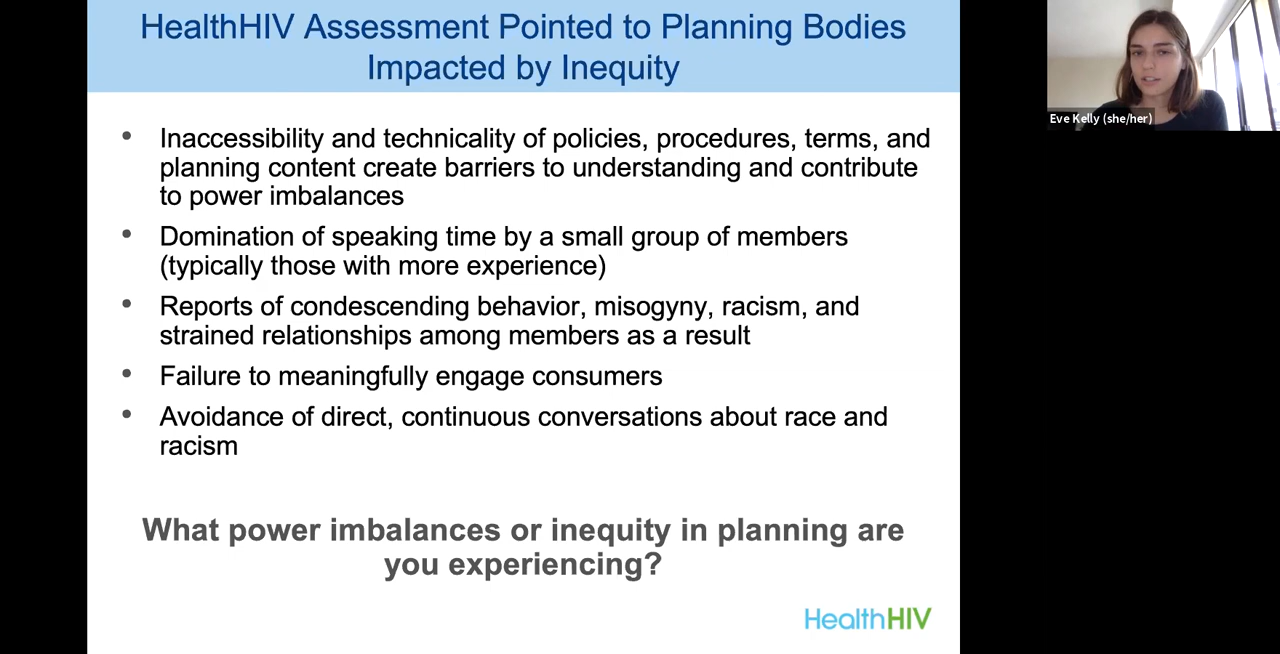 HealthHIV Assessment Pointed to Planning Bodies
Impacted by Inequity
• Inaccessibility and technicality of policies, procedures, terms, and
planning content create barriers to understanding and contribute
to power imbalances
• Domination of speaking time by a small group of members
(typically those with more experience)
• Reports of condescending behavior, misogyny, racism, and
strained relationships among members as a result
• Failure to meaningfully engage consumers
• Avoidance of direct, continuous conversations about race and
racism
What power imbalances or inequity in planning are
you experiencing?
HealthHIV
Eve Kelly (she/her)